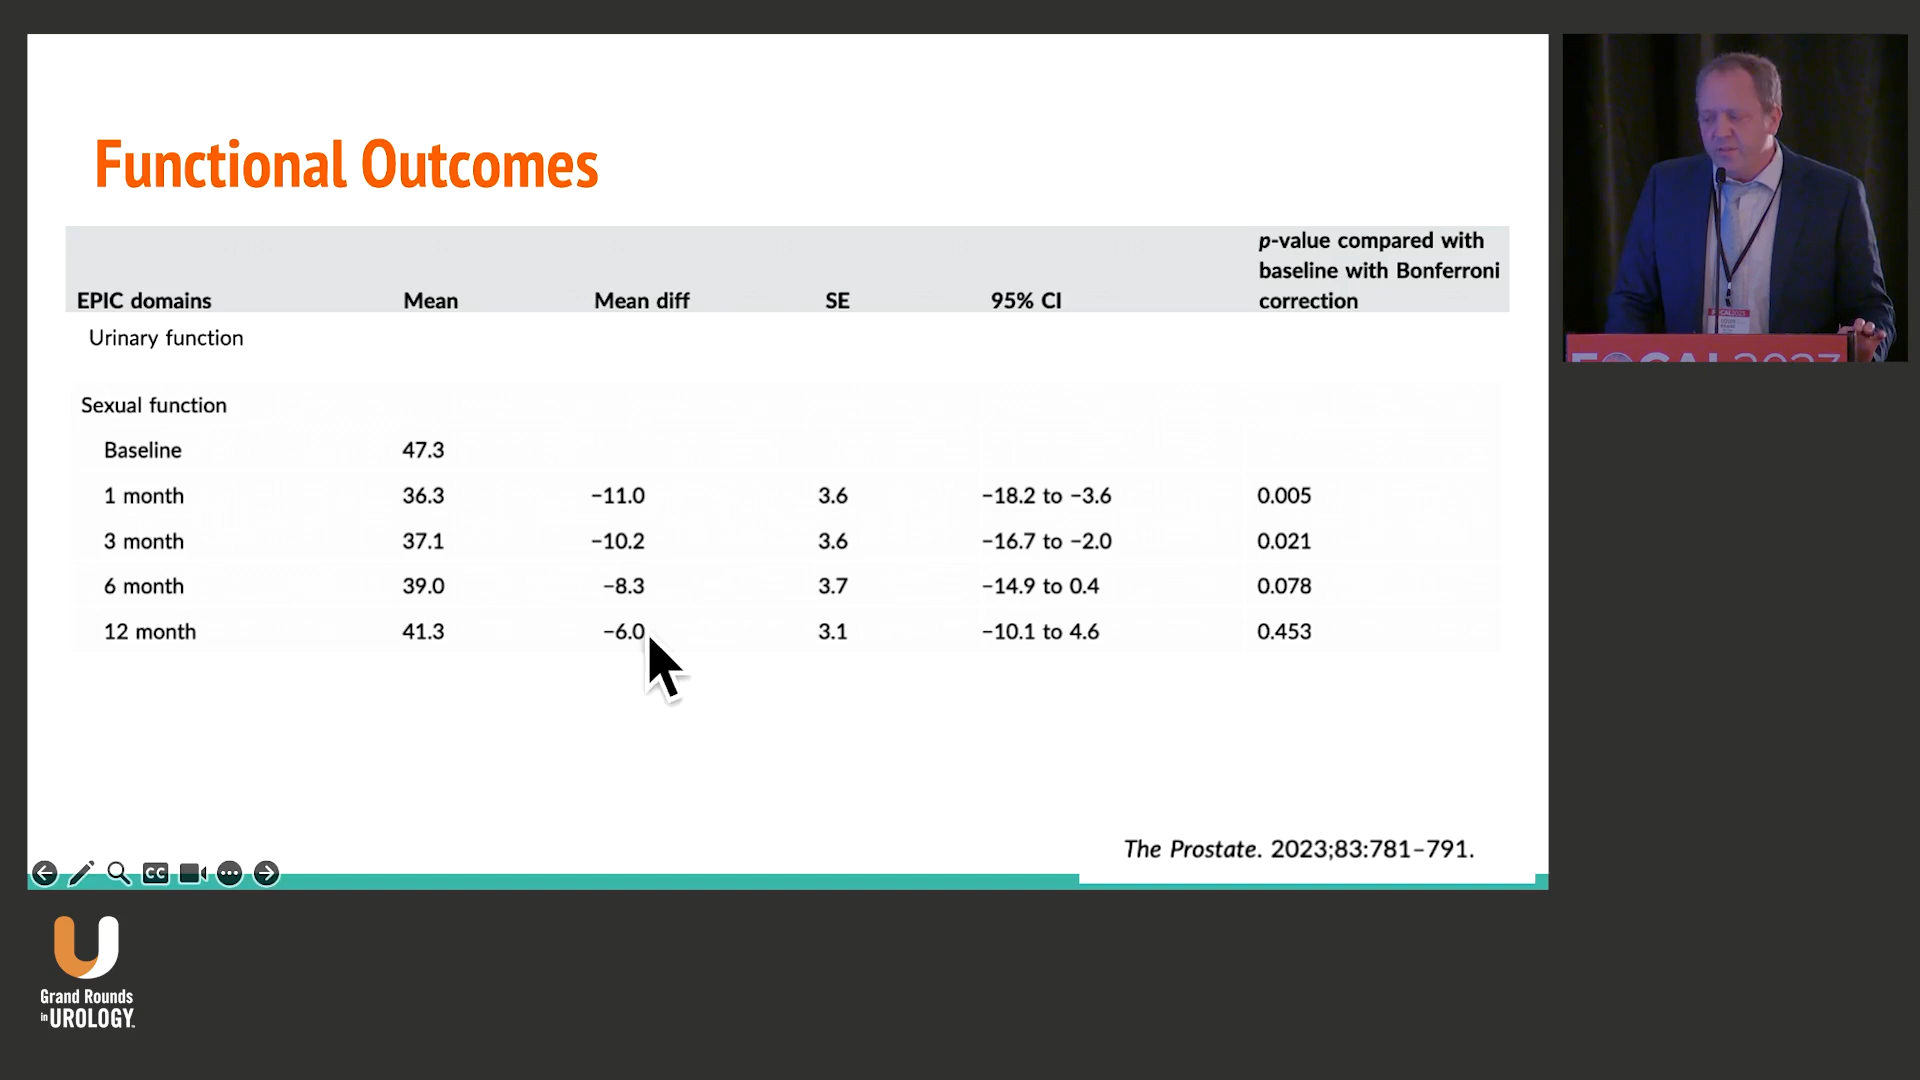 Functional Outcomes
p-value compared with
baseline with Bonferroni
EPIC domains Mean Mean diff SE 95% CI correction
Urinary function
Sexual function
Baseline 47.3
1 month 36.3 −11.0 3.6 −18.2 to −3.6 0.005
3 month 37.1 −10.2 3.6 −16.7 to −2.0 0.021
6 month 39.0 −8.3 3.7 −14.9 to 0.4 0.078
12 month 41.3 −6.0 3.1 −10.1 to 4.6 0.453
The Prostate. 2023;83:781–791.
CC
FOCAL 2023
U
Grand Rounds
in UROLOGY